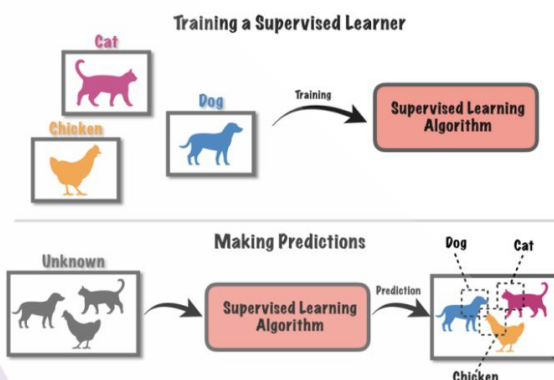 Training a Supervised Learner
Cat
Dog
Chicken
Training
Supervised Learning
Algorithm
Making Predictions
Unknown
Supervised Learning
Algorithm
Prediction
Dog
Cat
Chicken